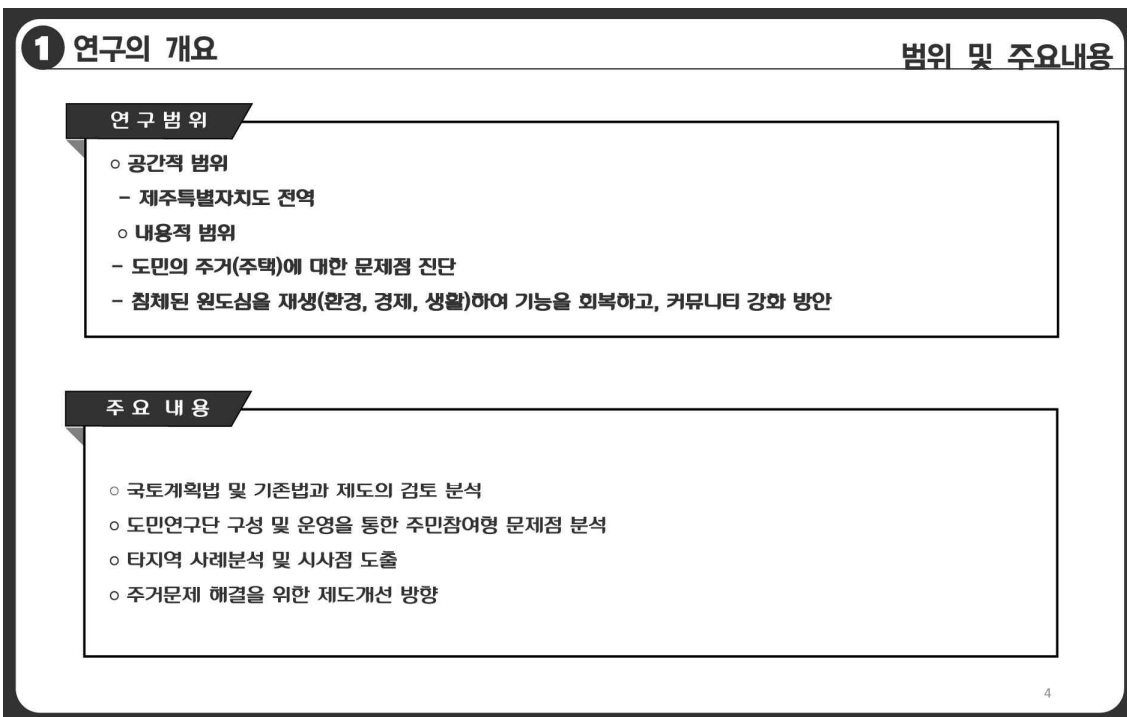 1 연구의 개요
범위 및 주요내용
연구범위
○ 공간적 범위
- 제주특별자치도 전역
○ 내용적 범위
- 도민의 주거(주택)에 대한 문제점 진단
- 침체된 원도심을 재생(환경, 경제, 생활)하여 기능을 회복하고, 커뮤니티 강화 방안
주요 내용
○ 국토계획법 및 기존법과 제도의 검토 분석
○ 도민연구단 구성 및 운영을 통한 주민참여형 문제점 분석
○ 타지역 사례분석 및 시사점 도출
○ 주거문제 해결을 위한 제도개선 방향
4